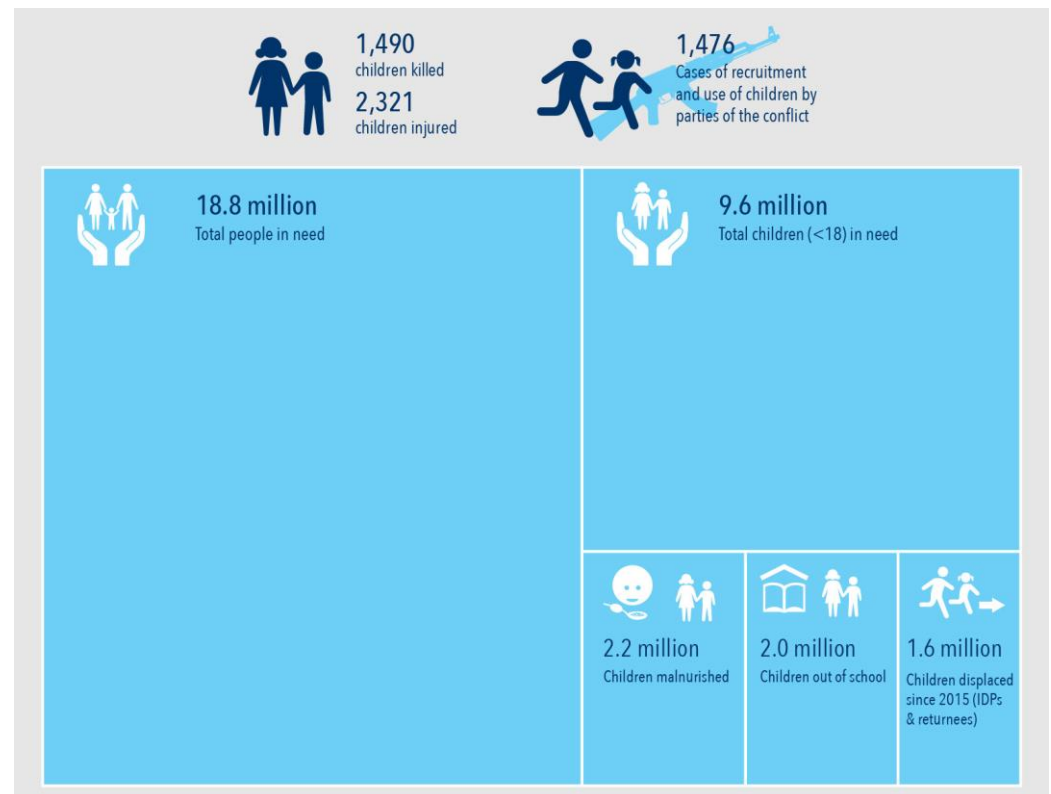 1,490
children killed
2,321
children injured
1,476
Cases of recruitment
and use of children by
parties of the conflict
18.8 million
Total people in need
9.6 million
Total children (<18) in need
2.2 million
Children malnurished
2.0 million
Children out of school
1.6 million
Children displaced
since 2015 (IDPs
& returnees)